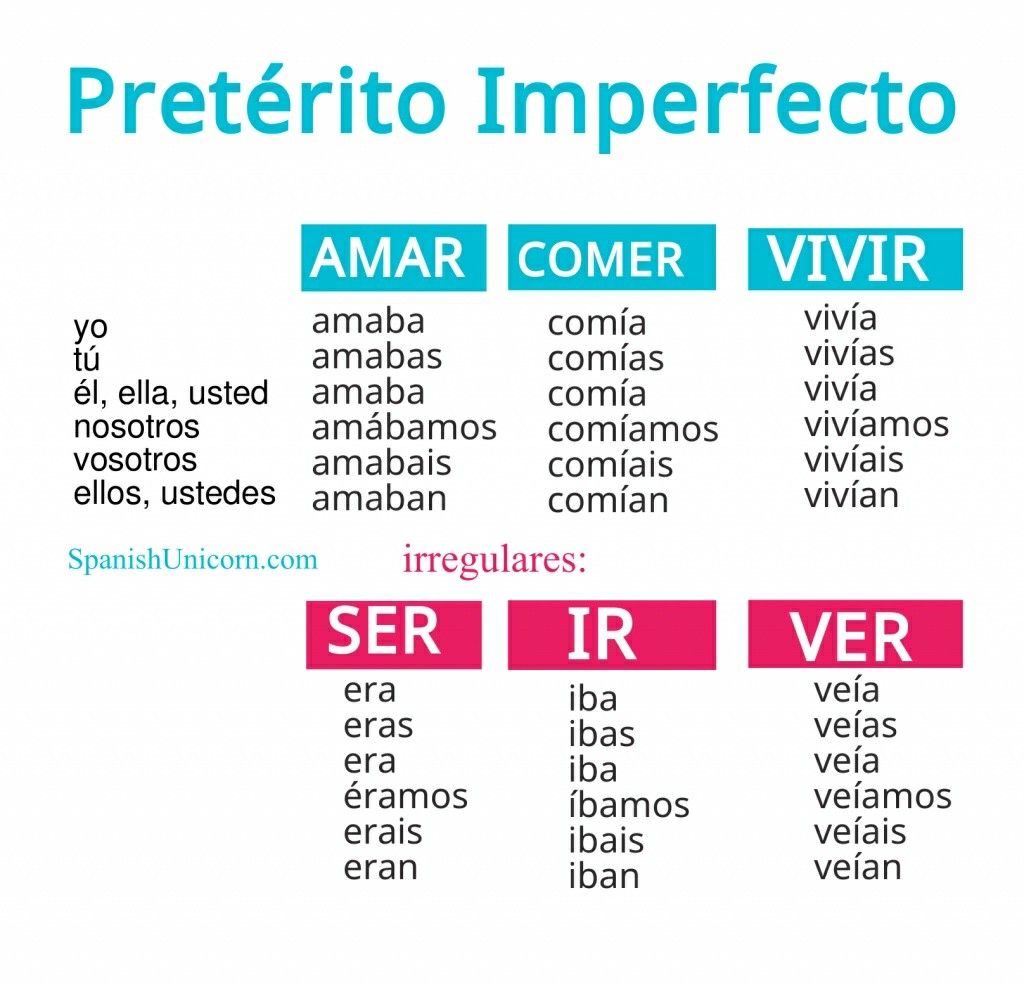 Pretérito Imperfecto
AMAR COMER VIVIR
yo amaba comía vivía
tú amabas comías vivías
él, ella, usted amaba comía vivía
nosotros amábamos comíamos vivíamos
vosotros amabais comíais vivíais
ellos, ustedes amaban comían vivían
SpanishUnicorn.com irregulares:
SER IR VER
era iba veía
eras ibas veías
era iba veía
éramos íbamos veíamos
erais ibais veíais
eran iban veían